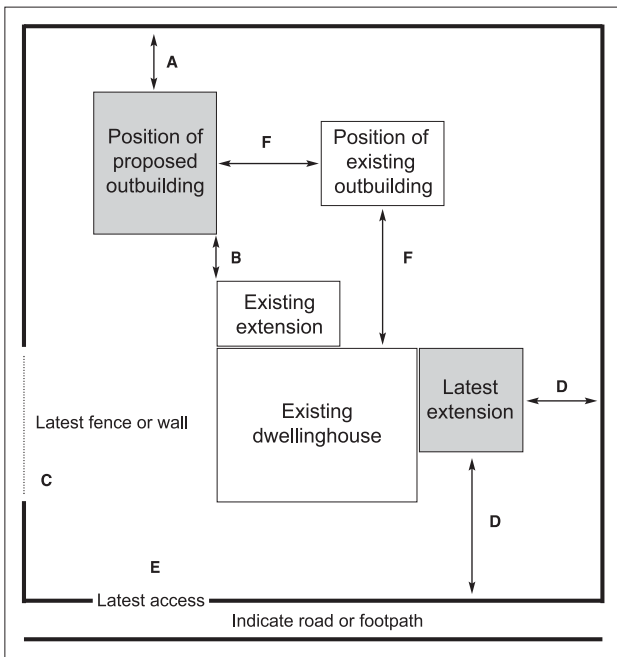 A
Position of
proposed
outbuilding
F
Position of
existing
outbuilding
B
F
Existing
extension
Latest
extension
D
Existing
dwellinghouse
Latest fence or wall
C
D
E
Latest access
Indicate road or footpath